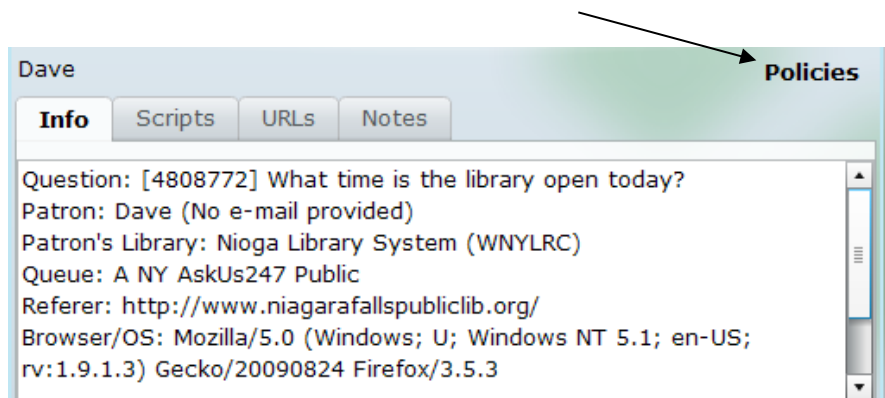 Dave Policies
Info Scripts URLs Notes
Question: [4808772] What time is the library open today?
Patron: Dave (No e-mail provided)
Patron's Library: Nioga Library System (WNYLRC)
Queue: A NY AskUs247 Public
Referer: http://www.niagarafallspubliclib.org/
Browser/OS: Mozilla/5.0 (Windows; U; Windows NT 5.1; en-US;
rv:1.9.1.3) Gecko/20090824 Firefox/3.5.3